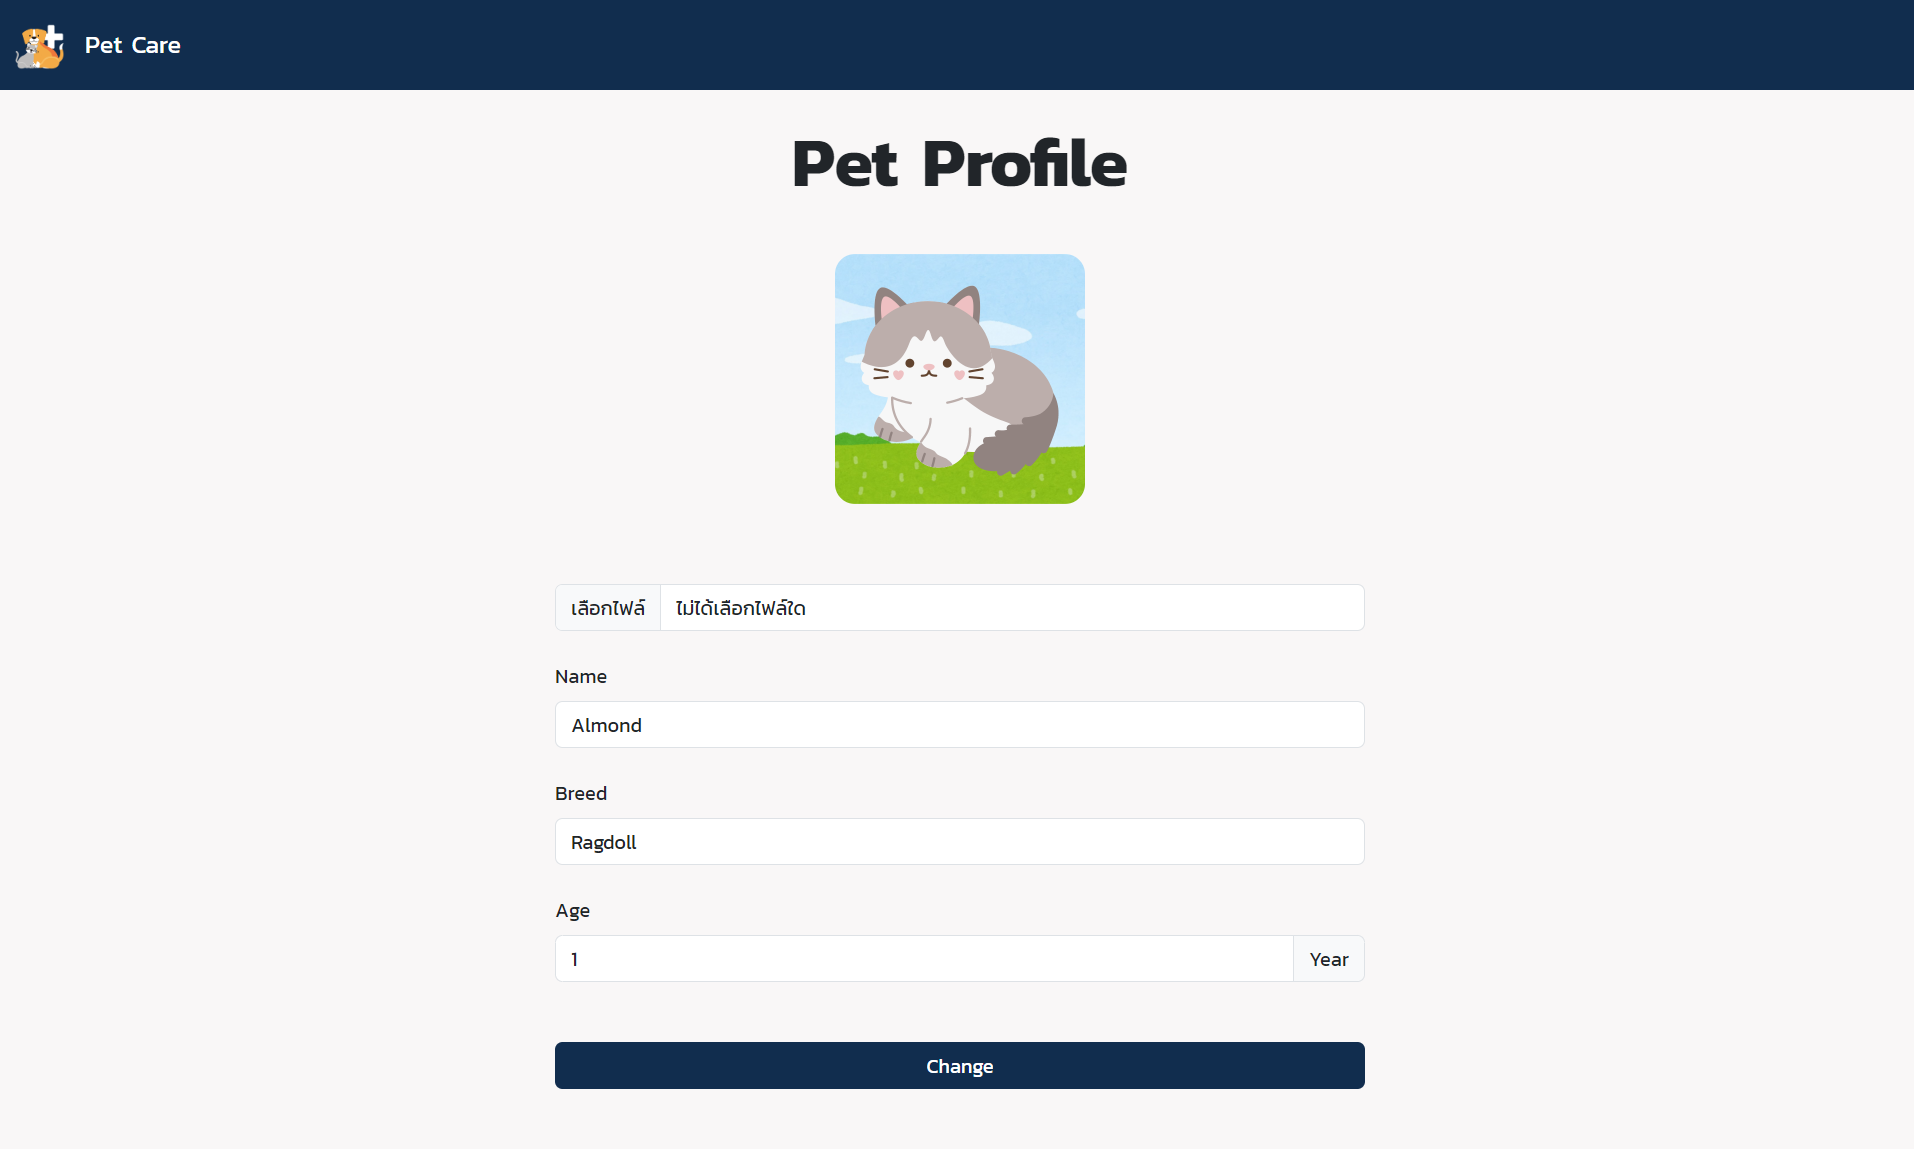 Pet Care
Pet Profile
เลือกไฟล์ ไม่ได้เลือกไฟล์ใด
Name
Almond
Breed
Ragdoll
Age
1 Year
Change